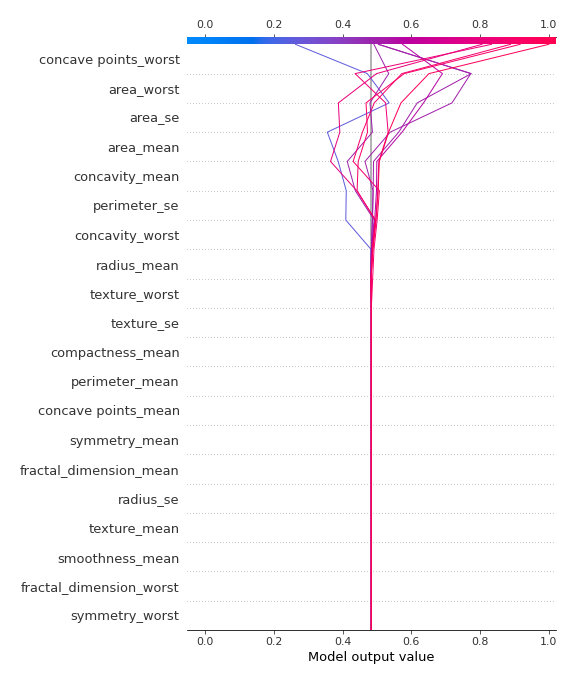 0.0 0.2 0.4 0.6 0.8 1.0
concave points_worst
area_worst
area_se
area_mean
concavity_mean
perimeter_se
concavity_worst
radius_mean
texture_worst
texture_se
compactness_mean
perimeter_mean
concave points_mean
symmetry_mean
fractal_dimension_mean
radius_se
texture_mean
smoothness_mean
fractal_dimension_worst
symmetry_worst
0.0 0.2 0.4 0.6 0.8 1.0
Model output value